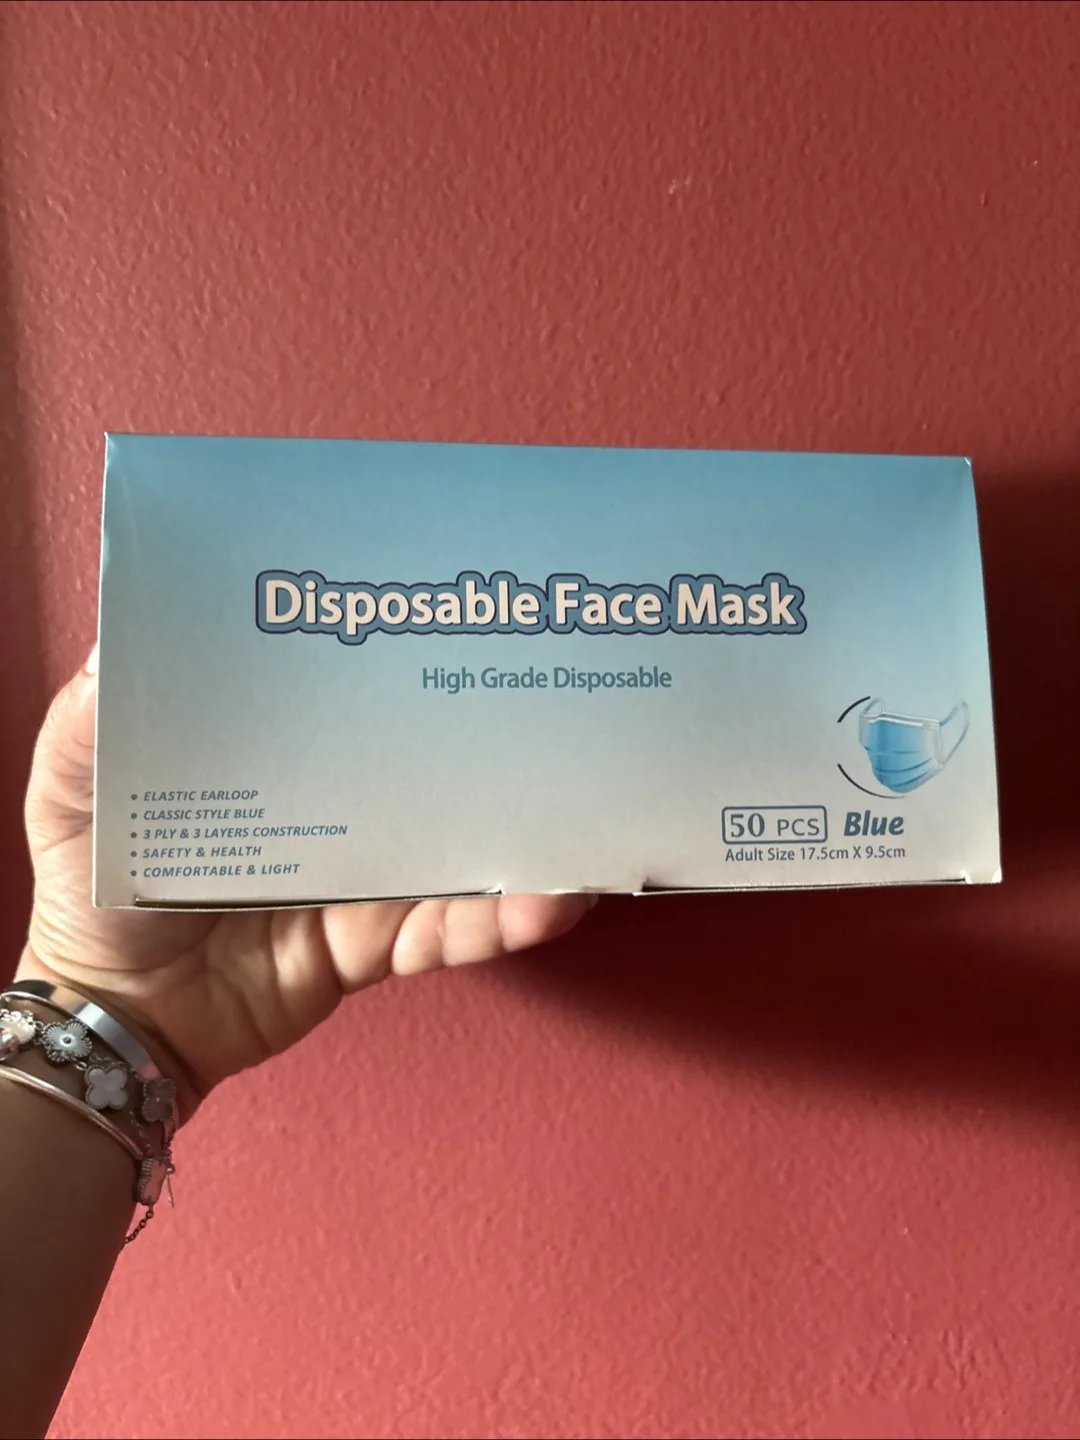 Disposable Face Mask
High Grade Disposable
• ELASTIC EARLOOP
• CLASSIC STYLE BLUE
• 3 PLY & 3 LAYERS CONSTRUCTION
• SAFETY & HEALTH
• COMFORTABLE & LIGHT
50 PCS Blue
Adult Size 17.5cm X 9.5cm